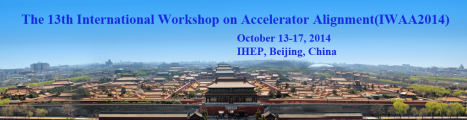 The 13th International Workshop on Accelerator Alignment(IWAA2014)
October 13-17, 2014
IHEP, Beijing, China